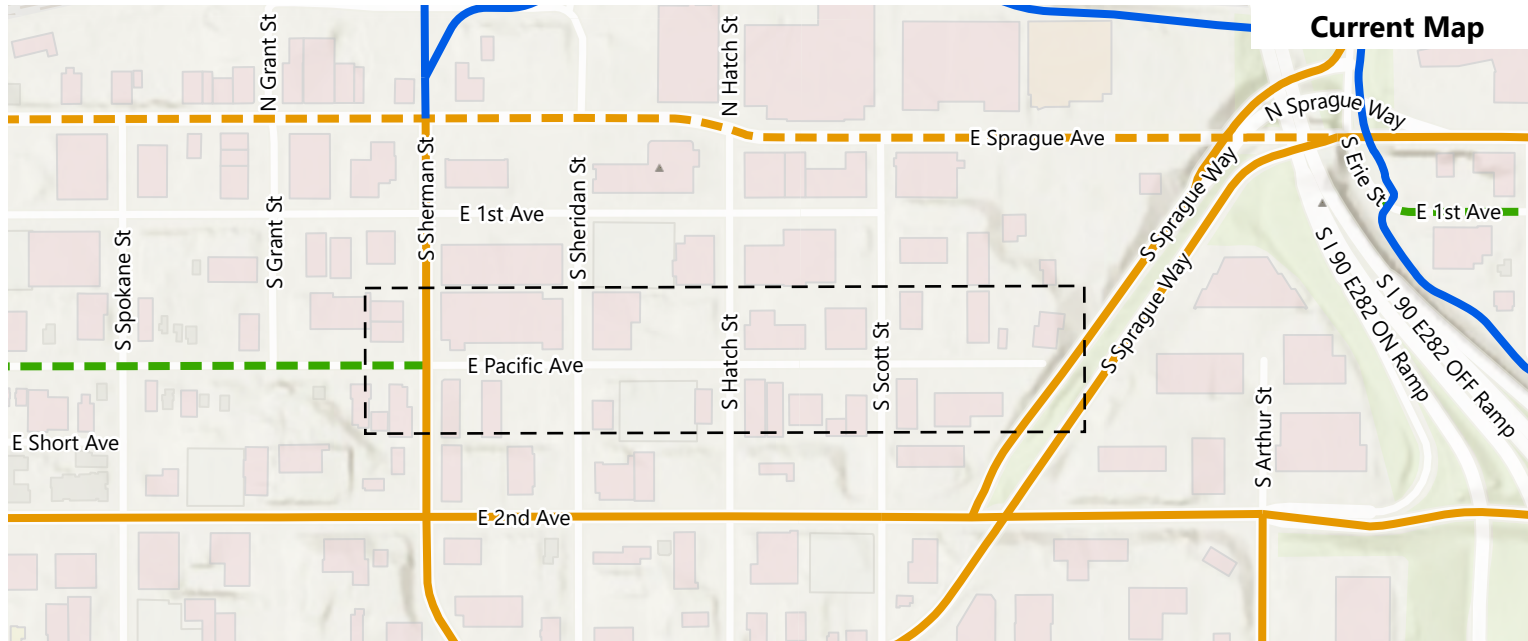 Current Map
N Grant St
N Hatch St
N Sprague Way
E Sprague Ave
S Sherman St
S Erie St
S Sprague Way
S Sheridan St
E 1st Ave
E 1st Ave
S Grant St
S Spokane St
S Sprague Way
S I 90 E282 ON Ramp
S I 90 E282 OFF Ramp
S Hatch St
S Scott St
E Pacific Ave
S Arthur St
E Short Ave
E 2nd Ave